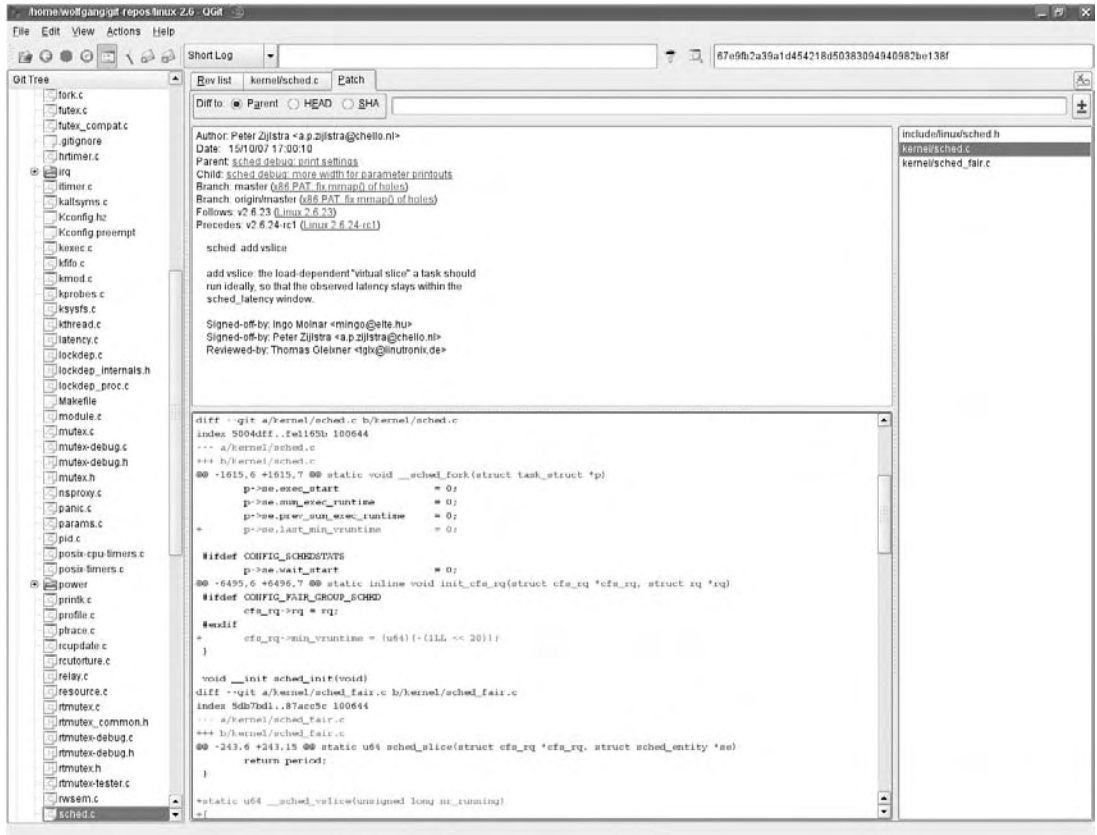 /home/wolfgang/git-repos/linux-2.6 - QGit
File Edit View Actions Help
Short Log
67e9fb2a39a1d454218d50383094940982be138f
Git Tree
fork.c
futex.c
futex_compat.c
.gitignore
hrtimer.c
irq
itimer.c
kallsyms.c
Kconfig.hz
Kconfig.preempt
kexec.c
kfifo.c
kmod.c
kprobes.c
ksysfs.c
kthread.c
latency.c
lockdep.c
lockdep_internals.h
lockdep_proc.c
Makefile
module.c
mutex.c
mutex-debug.c
mutex-debug.h
mutex.h
nsproxy.c
panic.c
params.c
pid.c
posix-cpu-timers.c
posix-timers.c
power
printk.c
profile.c
ptrace.c
rcupdate.c
rcutorture.c
relay.c
resource.c
rtmutex.c
rtmutex_common.h
rtmutex-debug.c
rtmutex-debug.h
rtmutex.h
rtmutex-tester.c
rwsem.c
sched.c
Rev list kernel/sched.c Patch
Diff to: Parent HEAD SHA
Author: Peter Zijlstra <a.p.zijlstra@chello.nl>
Date: 15/10/07 17:00:10
Parent: sched debug: print settings
Child: sched debug: more width for parameter printouts
Branch: master (x86 PAT: fix mmap() of holes)
Branch: origin/master (x86 PAT: fix mmap() of holes)
Follows: v2.6.23 (Linux 2.6.23)
Precedes: v2.6.24-rc1 (Linux 2.6.24-rc1)
sched: add vslice
add vslice: the load-dependent "virtual slice" a task should
run ideally, so that the observed latency stays within the
sched_latency window.
Signed-off-by: Ingo Molnar <mingo@elte.hu>
Signed-off-by: Peter Zijlstra <a.p.zijlstra@chello.nl>
Reviewed-by: Thomas Gleixner <tglx@linutronix.de>
diff --git a/kernel/sched.c b/kernel/sched.c
index 5004dff..fe1165b 100644
--- a/kernel/sched.c
+++ b/kernel/sched.c
@@ -1615,6 +1615,7 @@ static void __sched_fork(struct task_struct *p)
p->se.exec_start = 0;
p->se.sum_exec_runtime = 0;
p->se.prev_sum_exec_runtime = 0;
+ p->se.last_min_vruntime = 0;
#ifdef CONFIG_SCHEDSTATS
p->se.wait_start = 0;
@@ -6495,6 +6496,7 @@ static inline void init_cfs_rq(struct cfs_rq *cfs_rq, struct rq *rq)
#ifdef CONFIG_FAIR_GROUP_SCHED
cfs_rq->rq = rq;
#endif
+ cfs_rq->min_vruntime = (u64)(-(1LL << 20));
}
void __init sched_init(void)
diff --git a/kernel/sched_fair.c b/kernel/sched_fair.c
index 5db7bd1..87acc5c 100644
--- a/kernel/sched_fair.c
+++ b/kernel/sched_fair.c
@@ -243,6 +243,15 @@ static u64 sched_slice(struct cfs_rq *cfs_rq, struct sched_entity *se)
return period;
}
+static u64 __sched_vslice(unsigned long nr_running)
+{
include/linux/sched.h
kernel/sched.c
kernel/sched_fair.c